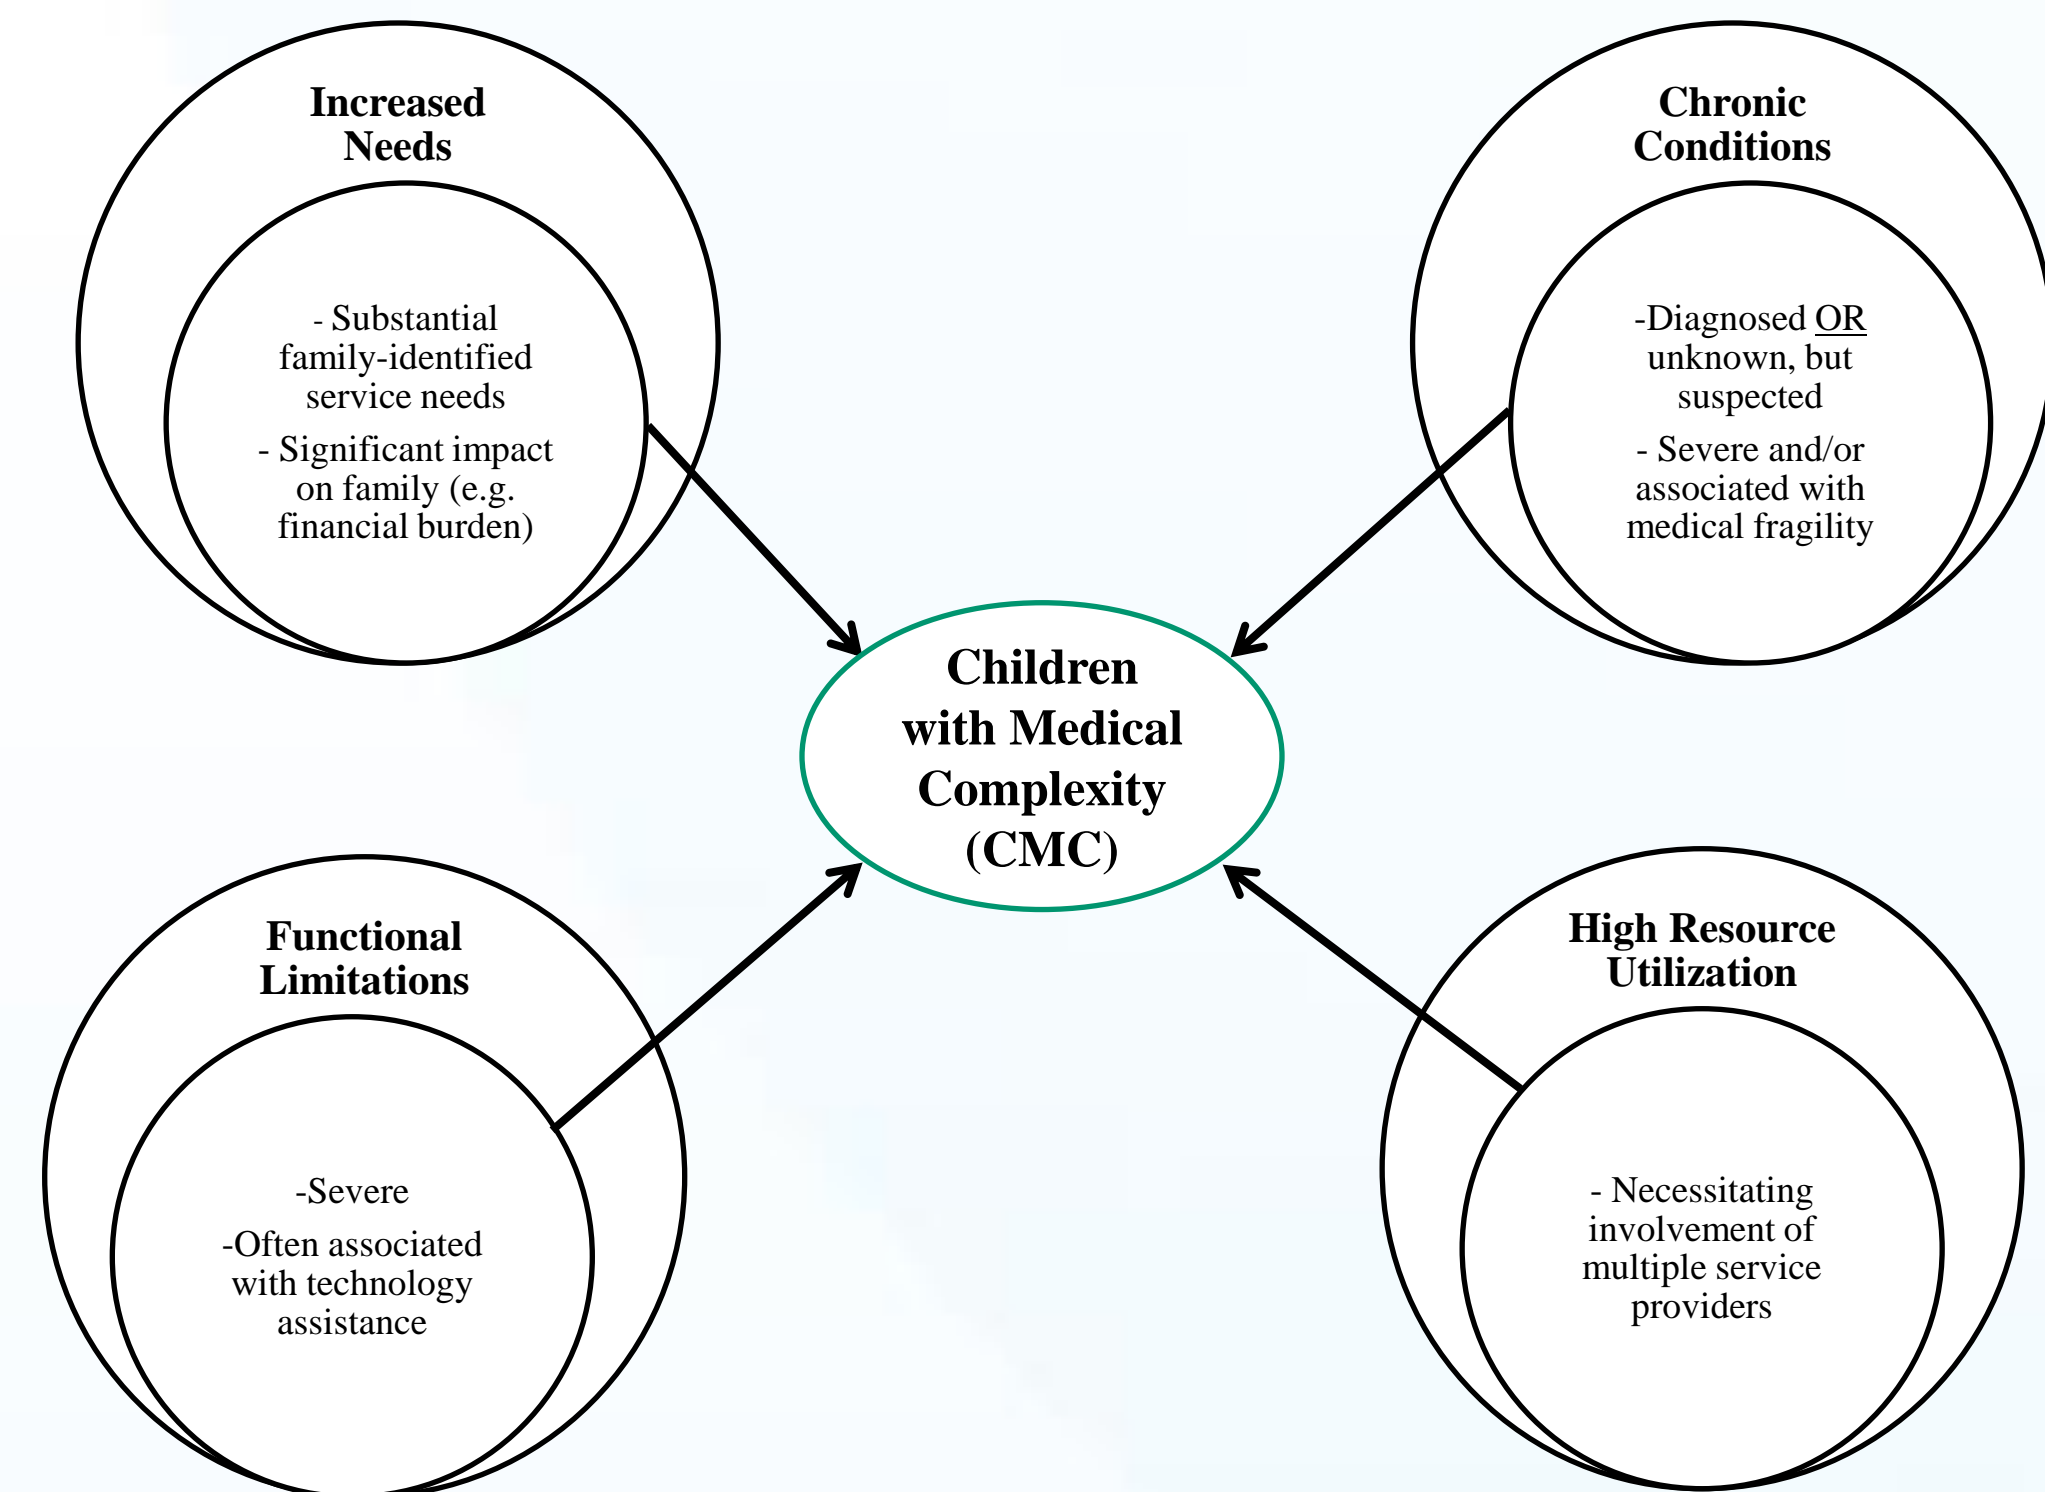 Increased
Needs
- Substantial
family-identified
service needs
- Significant impact
on family (e.g.
financial burden)
Chronic
Conditions
-Diagnosed OR
unknown, but
suspected
- Severe and/or
associated with
medical fragility
Children
with Medical
Complexity
(CMC)
Functional
Limitations
-Severe
-Often associated
with technology
assistance
High Resource
Utilization
- Necessitating
involvement of
multiple service
providers